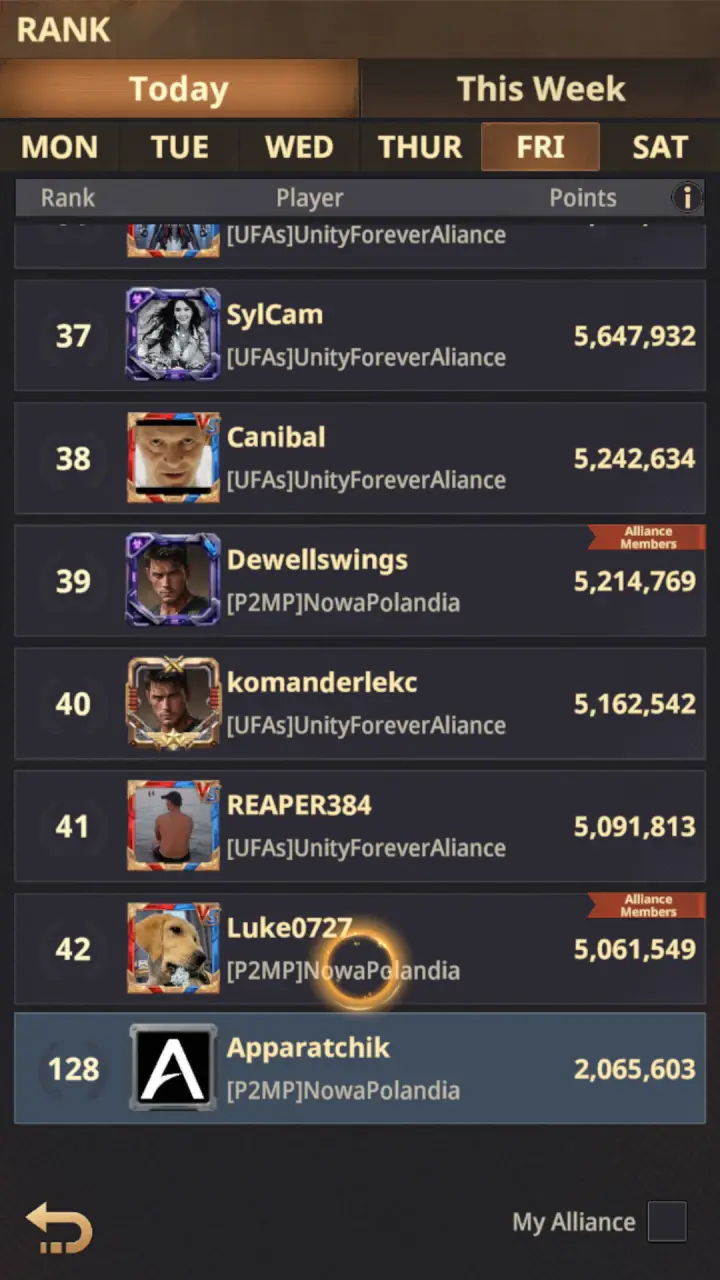 RANK
Today
This Week
MON TUE WED THUR FRI SAT
Rank Player Points i
[UFAs]UnityForeverAliance
37 SylCam 5,647,932
[UFAs]UnityForeverAliance
38 Canibal 5,242,634
[UFAs]UnityForeverAliance
Alliance Members
39 Dewellswings 5,214,769
[P2MP]NowaPolandia
40 komanderlekc 5,162,542
[UFAs]UnityForeverAliance
41 REAPER384 5,091,813
[UFAs]UnityForeverAliance
Alliance Members
42 Luke0727 5,061,549
[P2MP]NowaPolandia
128 Apparatchik 2,065,603
[P2MP]NowaPolandia
My Alliance